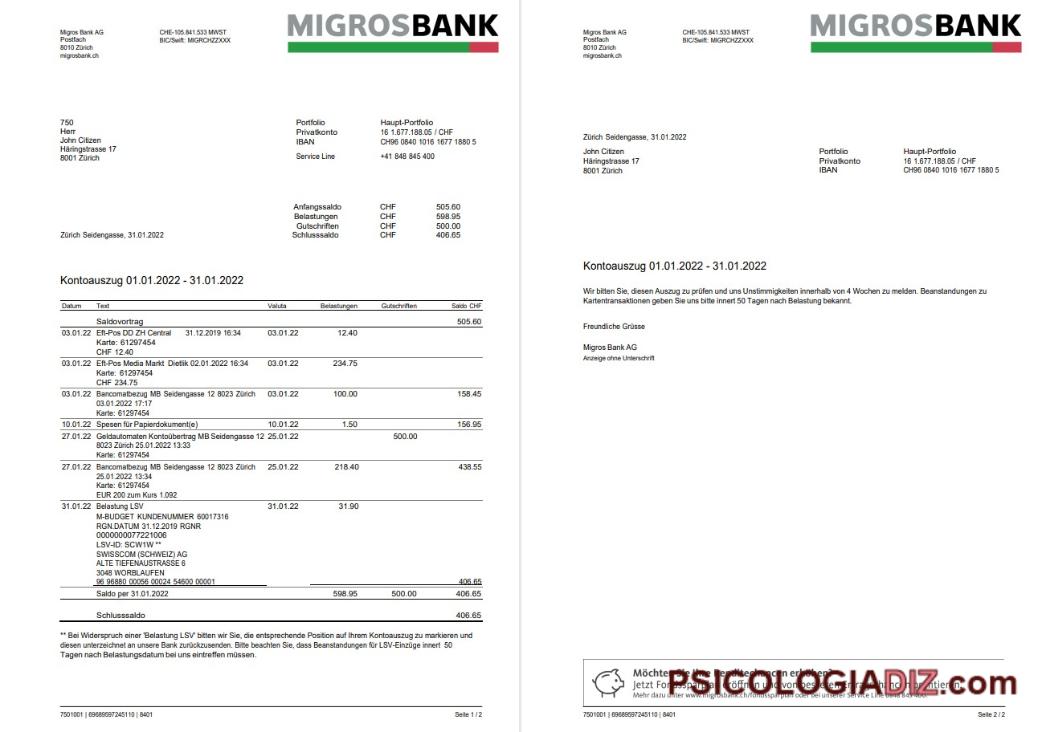 Migros Bank AG
Postfach
8010 Zürich
migrosbank.ch
CHE-105.841.533 MWST
BIC/Swift: MIGRCHZZXXX
MIGROSBANK
750
Herr
John Citizen
Häringstrasse 17
8001 Zürich
Portfolio Haupt-Portfolio
Privatkonto 16 1.677.188.05 / CHF
IBAN CH96 0840 1016 1677 1880 5
Service Line +41 848 845 400
Anfangssaldo CHF 505.60
Belastungen CHF 598.95
Gutschriften CHF 500.00
Schlusssaldo CHF 406.65
Zürich Seidengasse, 31.01.2022
Kontoauszug 01.01.2022 - 31.01.2022
Datum Text Valuta Belastungen Gutschriften Saldo CHF
Saldovortrag 505.60
03.01.22 Eft-Pos DD ZH Central 31.12.2019 16:34 03.01.22 12.40
Karte: 61297454
CHF 12.40
03.01.22 Eft-Pos Media Markt Dietlik 02.01.2022 16:34 03.01.22 234.75
Karte: 61297454
CHF 234.75
03.01.22 Bancomatbezug MB Seidengasse 12 8023 Zürich 03.01.22 100.00 158.45
03.01.2022 17:17
Karte: 61297454
10.01.22 Spesen für Papierdokument(e) 10.01.22 1.50 156.95
27.01.22 Geldautomaten Kontoübertrag MB Seidengasse 12 25.01.22 500.00
8023 Zürich 25.01.2022 13:33
Karte: 61297454
27.01.22 Bancomatbezug MB Seidengasse 12 8023 Zürich 25.01.22 218.40 438.55
25.01.2022 13:34
Karte: 61297454
EUR 200 zum Kurs 1.092
31.01.22 Belastung LSV 31.01.22 31.90
M-BUDGET KUNDENUMMER 60017316
RGN.DATUM 31.12.2019 RGNR
0000000077221006
LSV-ID: SCW1W **
SWISSCOM (SCHWEIZ) AG
ALTE TIEFENAUSTRASSE 6
3048 WORBLAUFEN
96 96880 00056 00024 54600 00001 406.65
Saldo per 31.01.2022 598.95 500.00 406.65
Schlusssaldo 406.65
** Bei Widerspruch einer 'Belastung LSV' bitten wir Sie, die entsprechende Position auf Ihrem Kontoauszug zu markieren und
diesen unterzeichnet an unsere Bank zurückzusenden. Bitte beachten Sie, dass Beanstandungen für LSV-Einzüge innert 50
Tagen nach Belastungsdatum bei uns eintreffen müssen.
7501001 | 69689597245110 | 8401 Seite 1 / 2
Migros Bank AG
Postfach
8010 Zürich
migrosbank.ch
CHE-105.841.533 MWST
BIC/Swift: MIGRCHZZXXX
MIGROSBANK
Zürich Seidengasse, 31.01.2022
John Citizen
Häringstrasse 17
8001 Zürich
Portfolio Haupt-Portfolio
Privatkonto 16 1.677.188.05 / CHF
IBAN CH96 0840 1016 1677 1880 5
Kontoauszug 01.01.2022 - 31.01.2022
Wir bitten Sie, diesen Auszug zu prüfen und uns Unstimmigkeiten innerhalb von 4 Wochen zu melden. Beanstandungen zu
Kartentransaktionen geben Sie uns bitte innert 50 Tagen nach Belastung bekannt.
Freundliche Grüsse
Migros Bank AG
Anzeige ohne Unterschrift
Möchten Sie Ihre Renditechancen erhöhen?
Jetzt Fondssparplan eröffnen und von
Mehr dazu unter www.migrosbank.ch/fondssparplan oder bei unserer Service Line 0848 845 400.
PSICOLOGIADIZ.com
7501001 | 69689597245110 | 8401 Seite 2 / 2